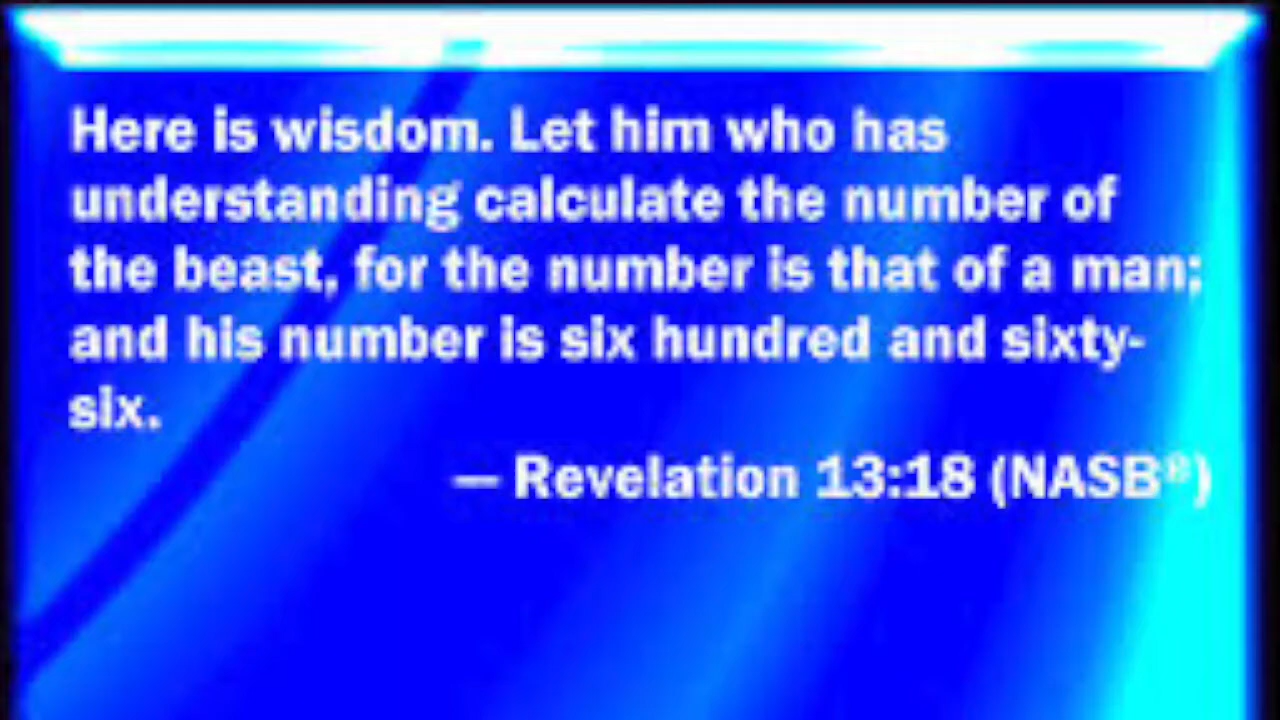 Here is wisdom. Let him who has
understanding calculate the number of
the beast, for the number is that of a man;
and his number is six hundred and sixty-
six.
— Revelation 13:18 (NASB®)